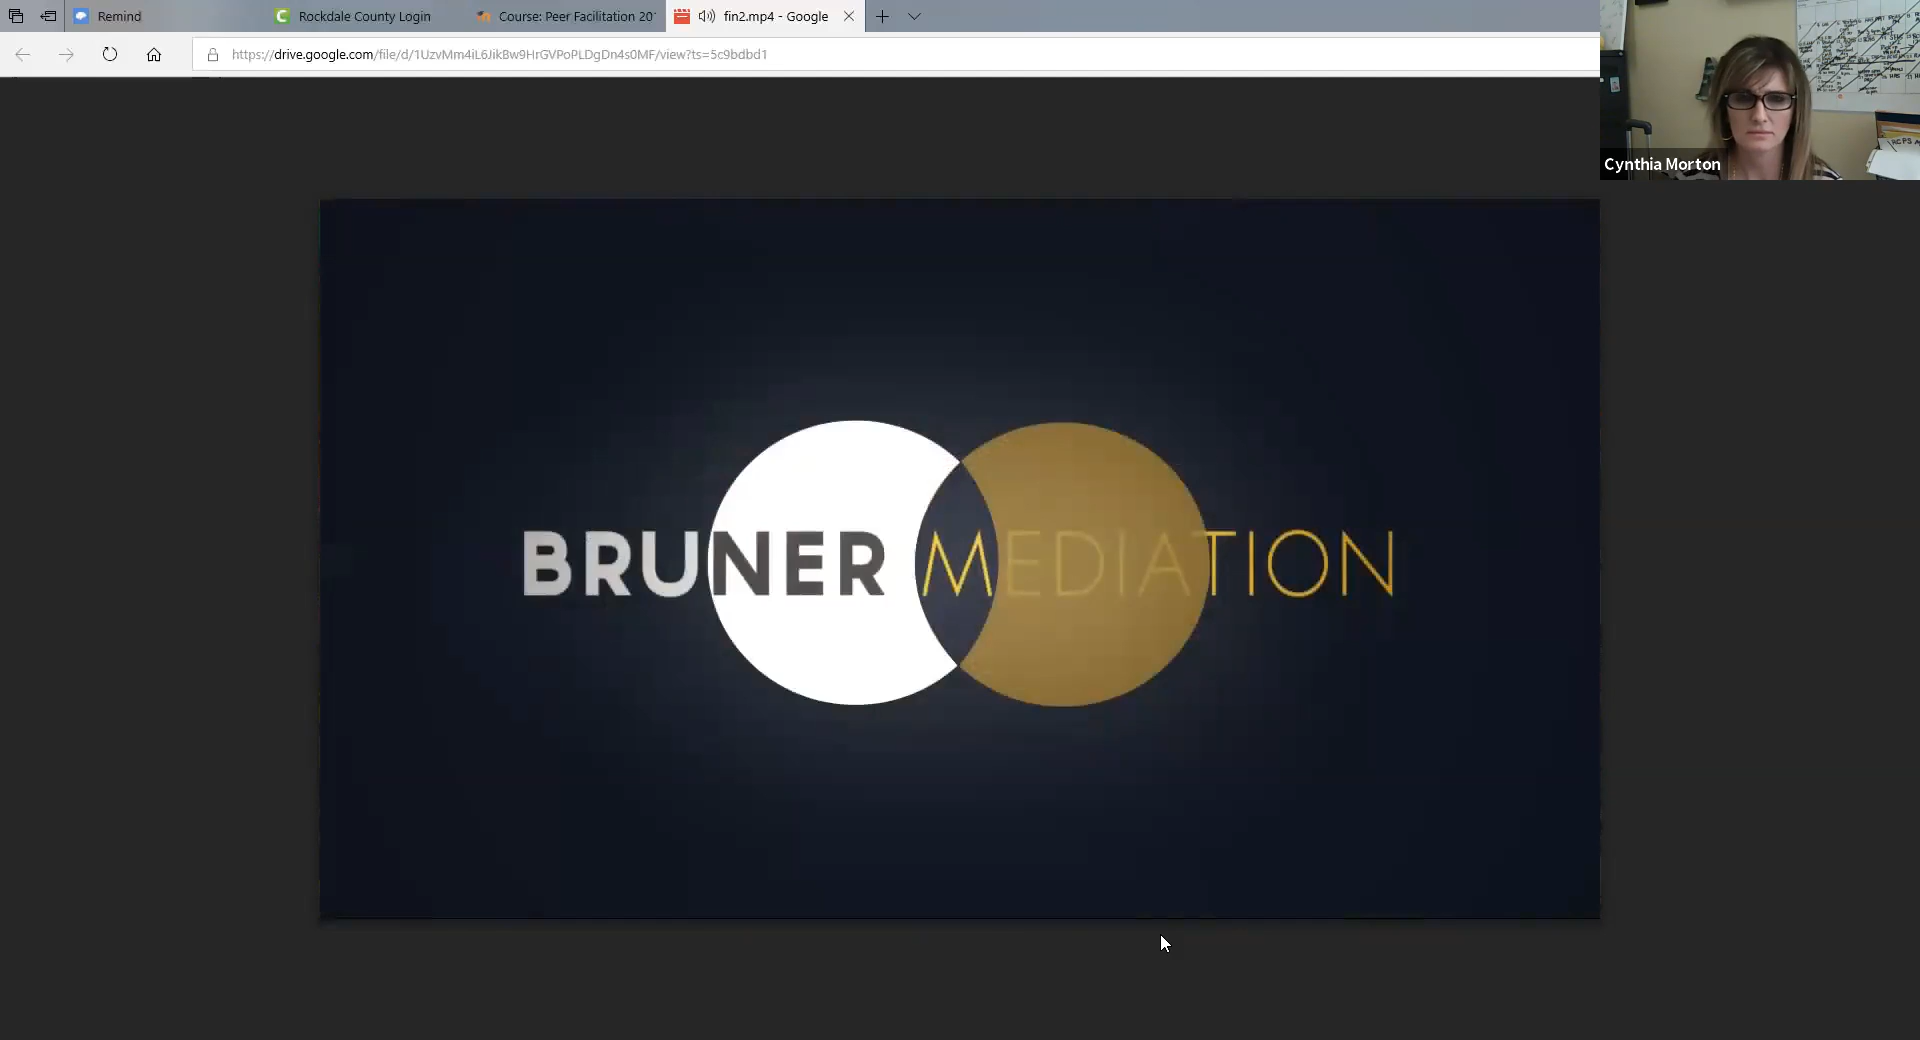 Remind
Rockdale County Login
Course: Peer Facilitation 20
fin2.mp4 - Google
https://drive.google.com/file/d/1UzvMm4iL6JikBw9HrGVPoPLDgDn4s0MF/view?ts=5c9bdbd1
Cynthia Morton
BRUNER MEDIATION